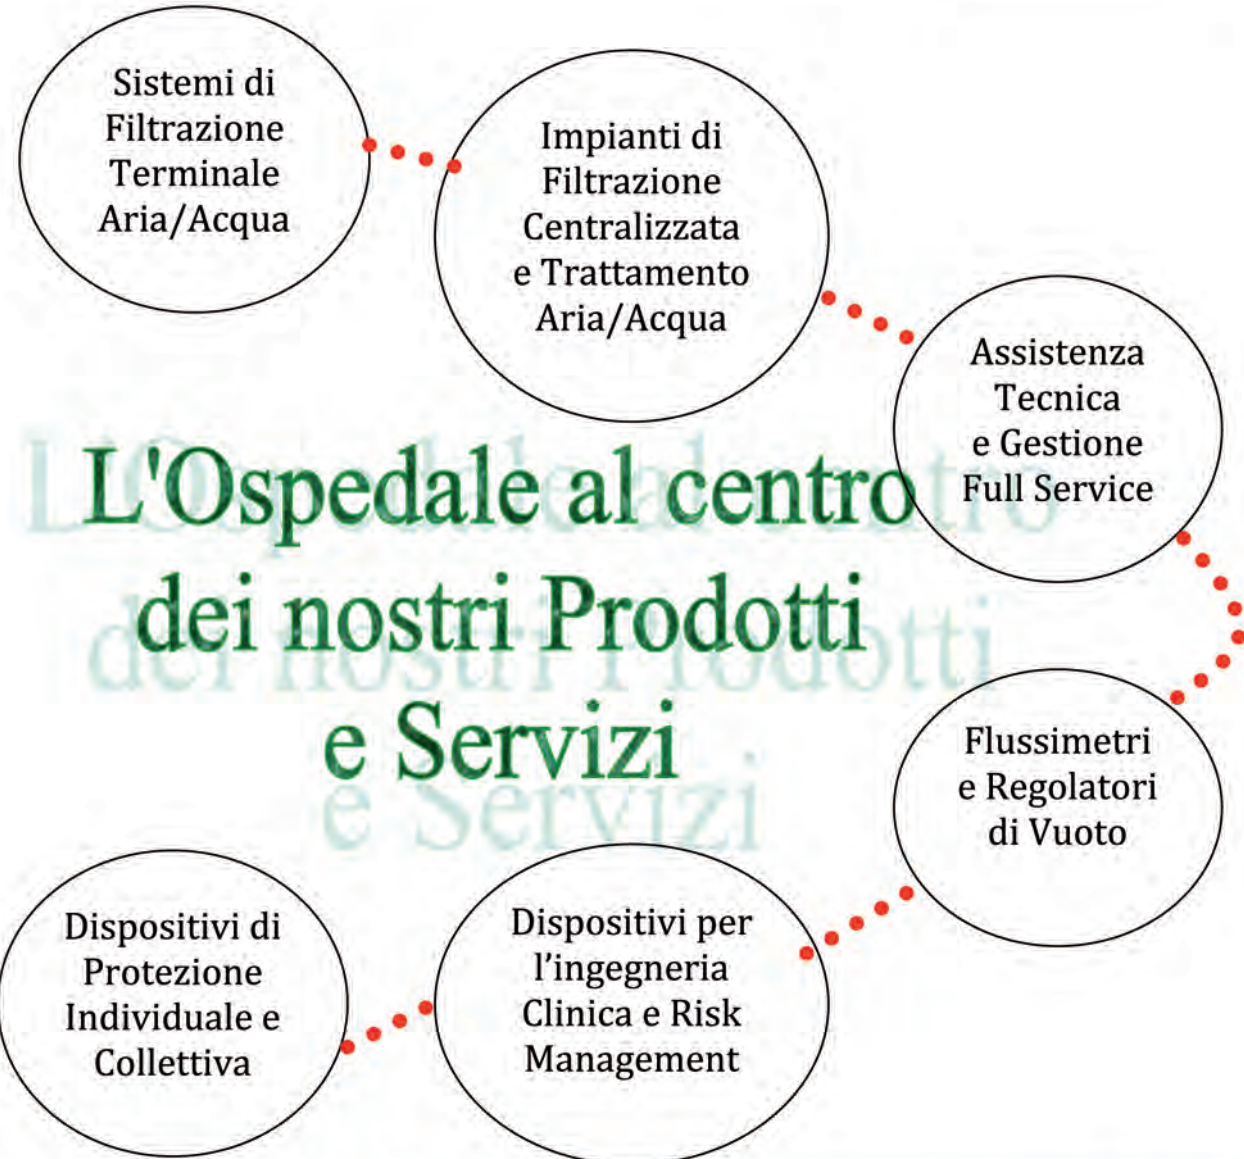 Sistemi di
Filtrazione
Terminale
Aria/Acqua
Impianti di
Filtrazione
Centralizzata
e Trattamento
Aria/Acqua
Assistenza
Tecnica
e Gestione
Full Service
L'Ospedale al centro
dei nostri Prodotti
e Servizi
Flussimetri
e Regolatori
di Vuoto
Dispositivi per
l'ingegneria
Clinica e Risk
Management
Dispositivi di
Protezione
Individuale e
Collettiva